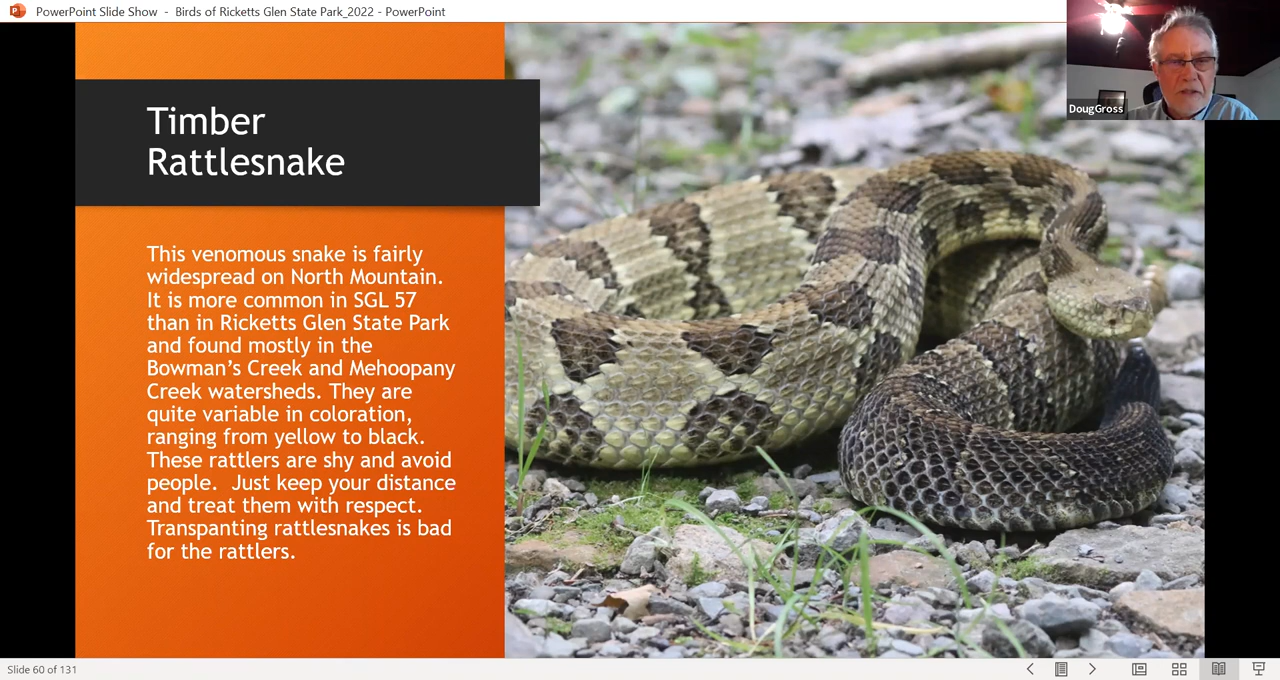 PowerPoint Slide Show - Birds of Ricketts Glen State Park_2022 - PowerPoint
DougGross
Timber
Rattlesnake
This venomous snake is fairly
widespread on North Mountain.
It is more common in SGL 57
than in Ricketts Glen State Park
and found mostly in the
Bowman's Creek and Mehoopany
Creek watersheds. They are
quite variable in coloration,
ranging from yellow to black.
These rattlers are shy and avoid
people.  Just keep your distance
and treat them with respect.
Transpanting rattlesnakes is bad
for the rattlers.
Slide 60 of 131